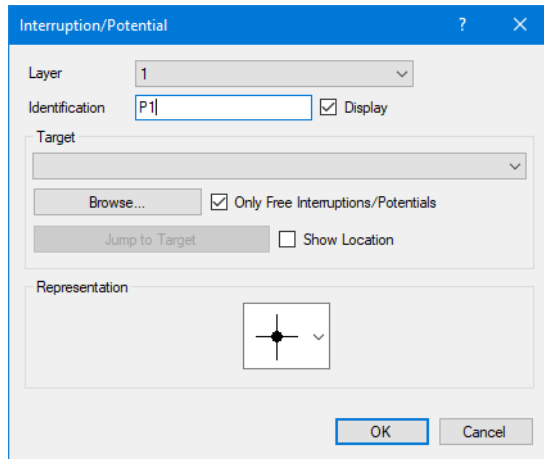 Interruption/Potential ?
Layer 1
Identification P1 Display
Target
Browse... Only Free Interruptions/Potentials
Jump to Target Show Location
Representation
OK Cancel